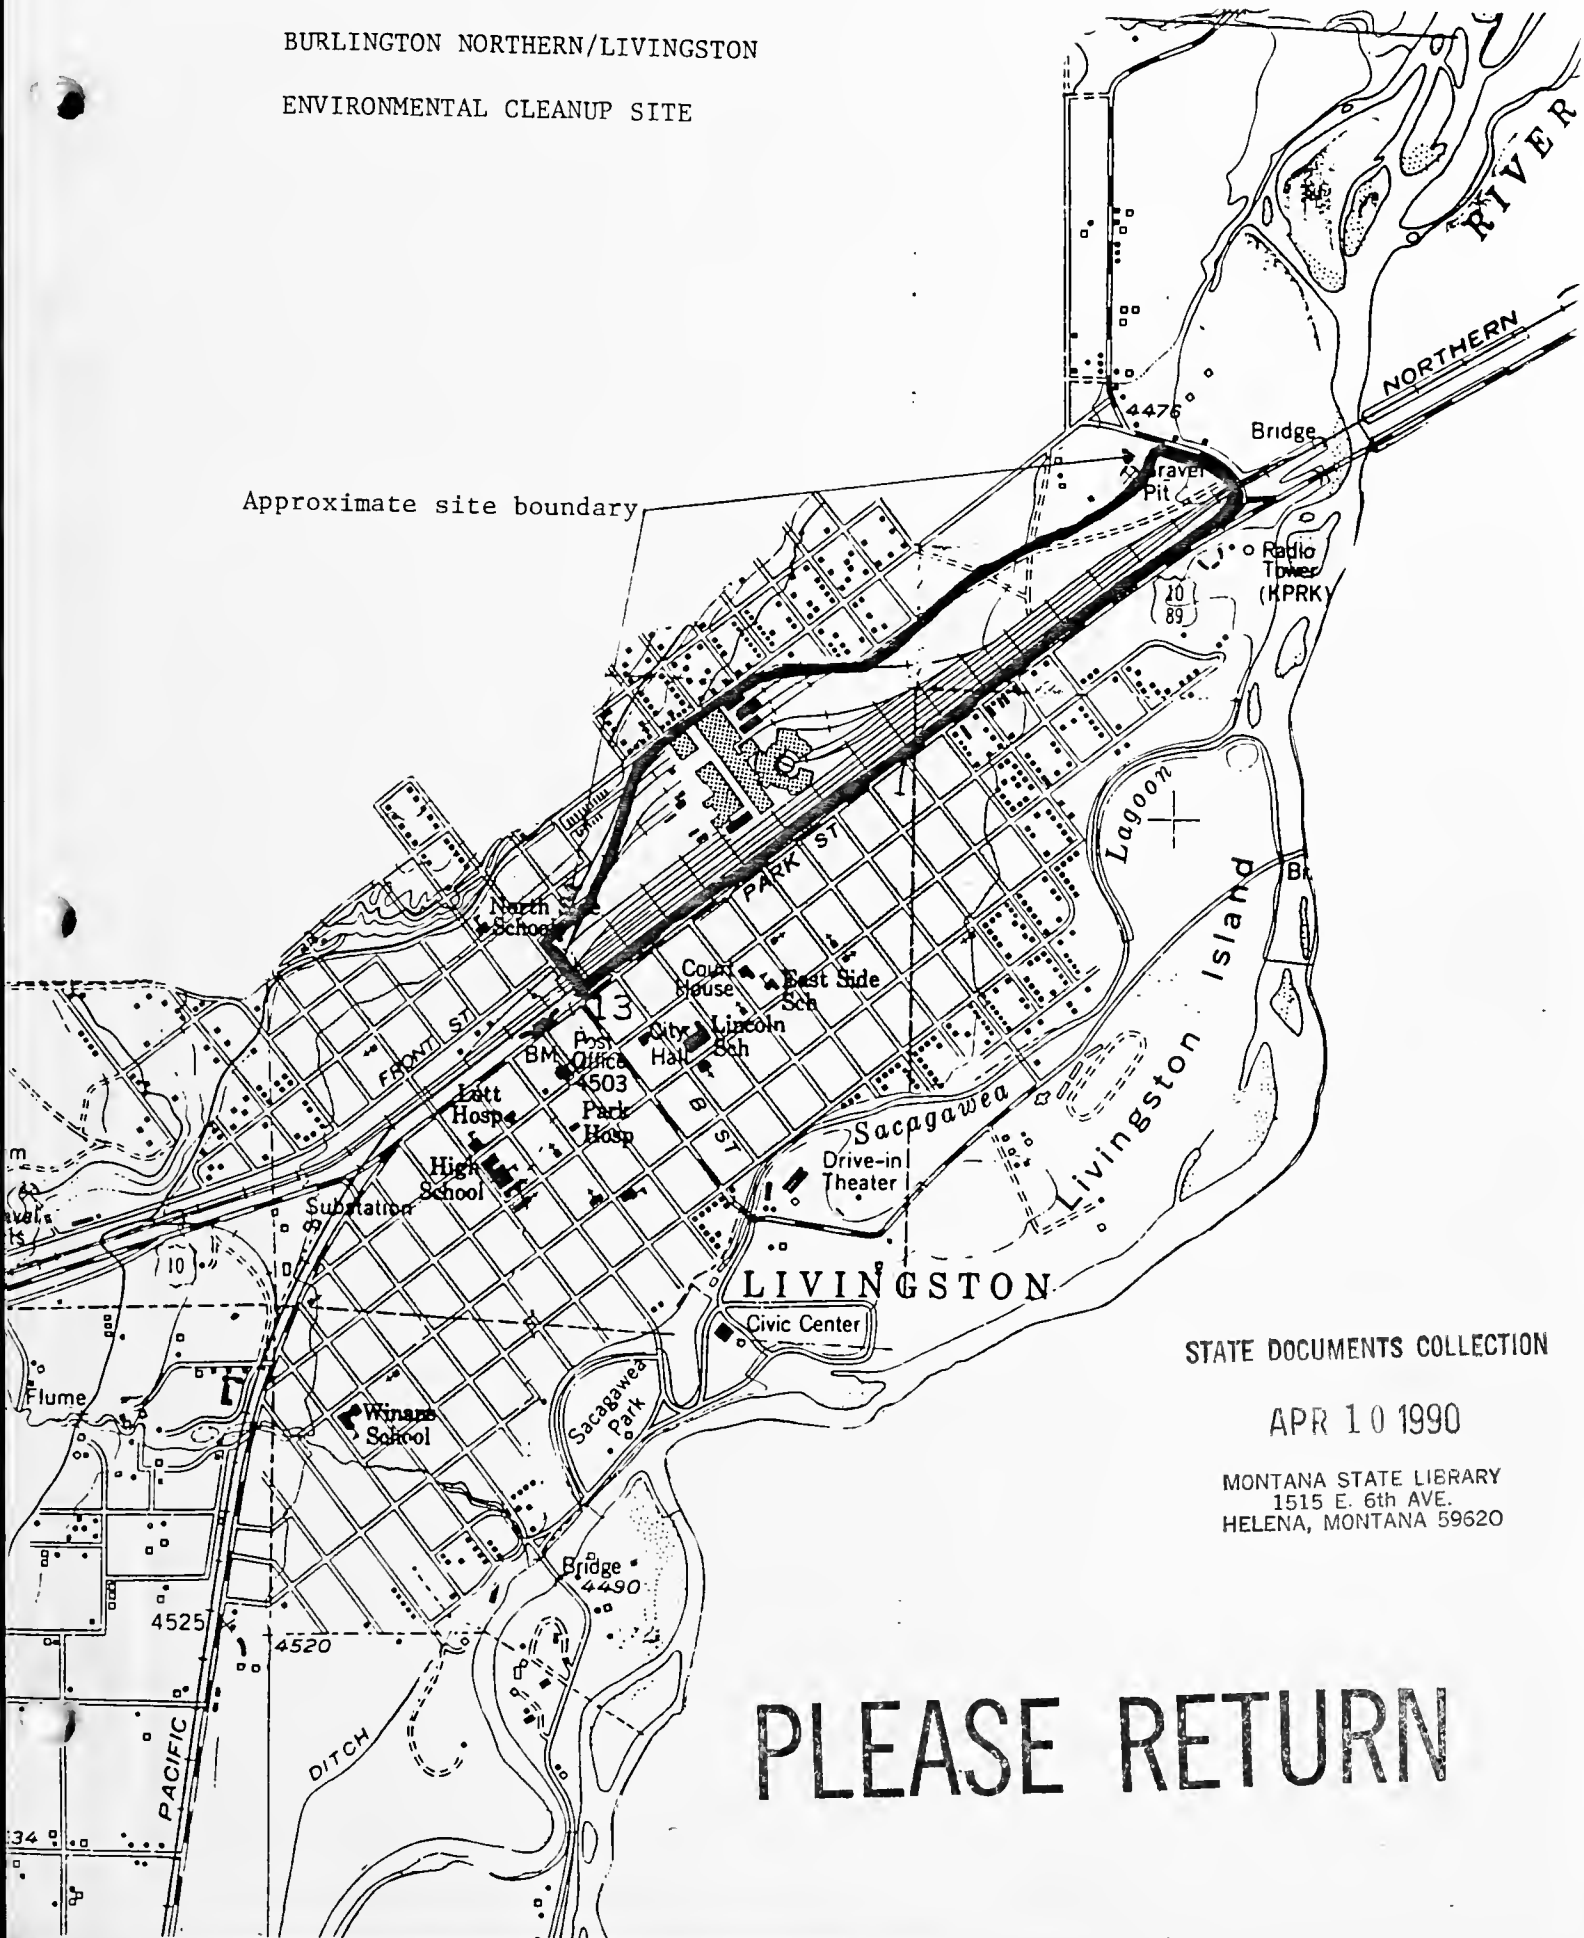 BURLINGTON NORTHERN/LIVINGSTON
ENVIRONMENTAL CLEANUP SITE
RIVER
NORTHERN
4476
Bridge
Approximate site boundary
Gravel
Pit
Radio
Tower
(KPRK)
10
89
Lagoon
PARK ST
Island
Br.
North Side
School
Court
House
East Side
Sch
13
FRONT ST
BM
Post
Office
4503
City
Hall
Lincoln
Sch
Lott
Hosp
Park
Hosp
B ST
Sacagawea
Livingston
Drive-in
Theater
High
School
Substation
10
LIVINGSTON
Civic Center
STATE DOCUMENTS COLLECTION
Flume
Sacagawea
Park
Winans
School
APR 10 1990
MONTANA STATE LIBRARY
1515 E. 6th AVE.
HELENA, MONTANA 59620
Bridge
4490
4525
4520
PACIFIC
DITCH
PLEASE RETURN
34